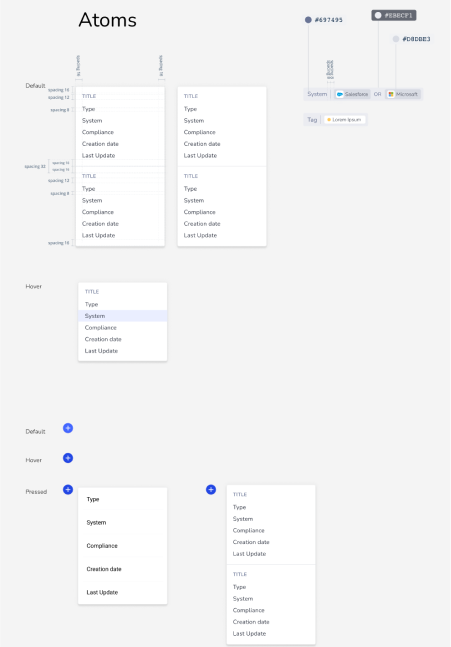 Atoms
#697495
#EBECF1
#D8DBE3
Default
spacing 16
spacing 12
spacing 8
TITLE
Type
System
Compliance
Creation date
Last Update
TITLE
Type
System
Compliance
Creation date
Last Update
System
Salesforce
OR
Microsoft
Tag
Lorem ipsum
spacing 32
spacing 16
spacing 16
spacing 12
spacing 8
spacing 16
TITLE
Type
System
Compliance
Creation date
Last Update
TITLE
Type
System
Compliance
Creation date
Last Update
Hover
TITLE
Type
System
Compliance
Creation date
Last Update
Default
Hover
Pressed
Type
System
Compliance
Creation date
Last Update
TITLE
Type
System
Compliance
Creation date
Last Update
TITLE
Type
System
Compliance
Creation date
Last Update